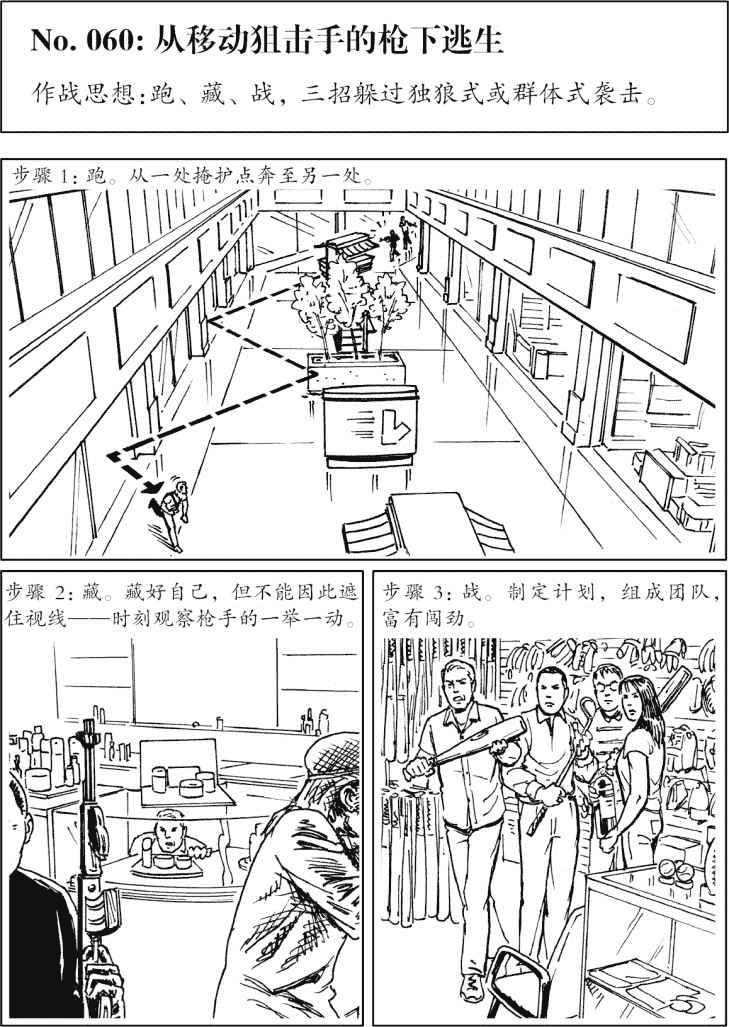 No. 060: 从移动狙击手的枪下逃生
作战思想:跑、藏、战，三招躲过独狼式或群体式袭击。
步骤 1: 跑。从一处掩护点奔至另一处。
步骤 2: 藏。藏好自己，但不能因此遮
住视线——时刻观察枪手的一举一动。
步骤 3: 战。制定计划，组成团队，
富有闯劲。